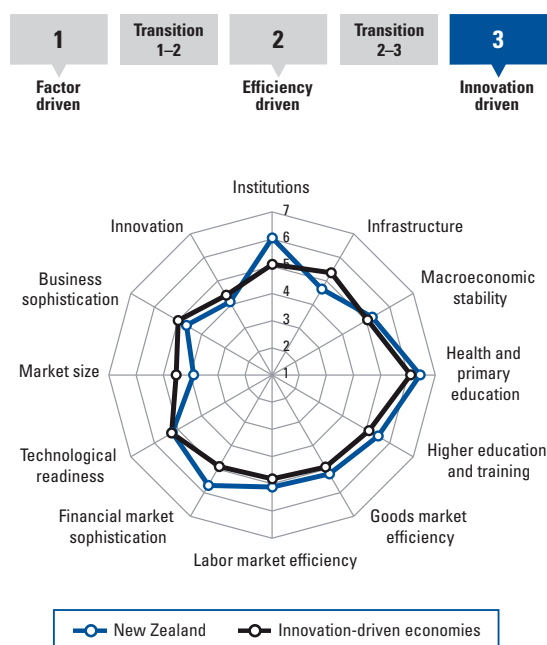 1
Transition
1–2
2
Transition
2–3
3
Factor
driven
Efficiency
driven
Innovation
driven
Institutions
7
6
5
4
3
2
1
Innovation
Infrastructure
Business
sophistication
Macroeconomic
stability
Market size
Health and
primary
education
Technological
readiness
Higher education
and training
Financial market
sophistication
Goods market
efficiency
Labor market efficiency
New Zealand
Innovation-driven economies